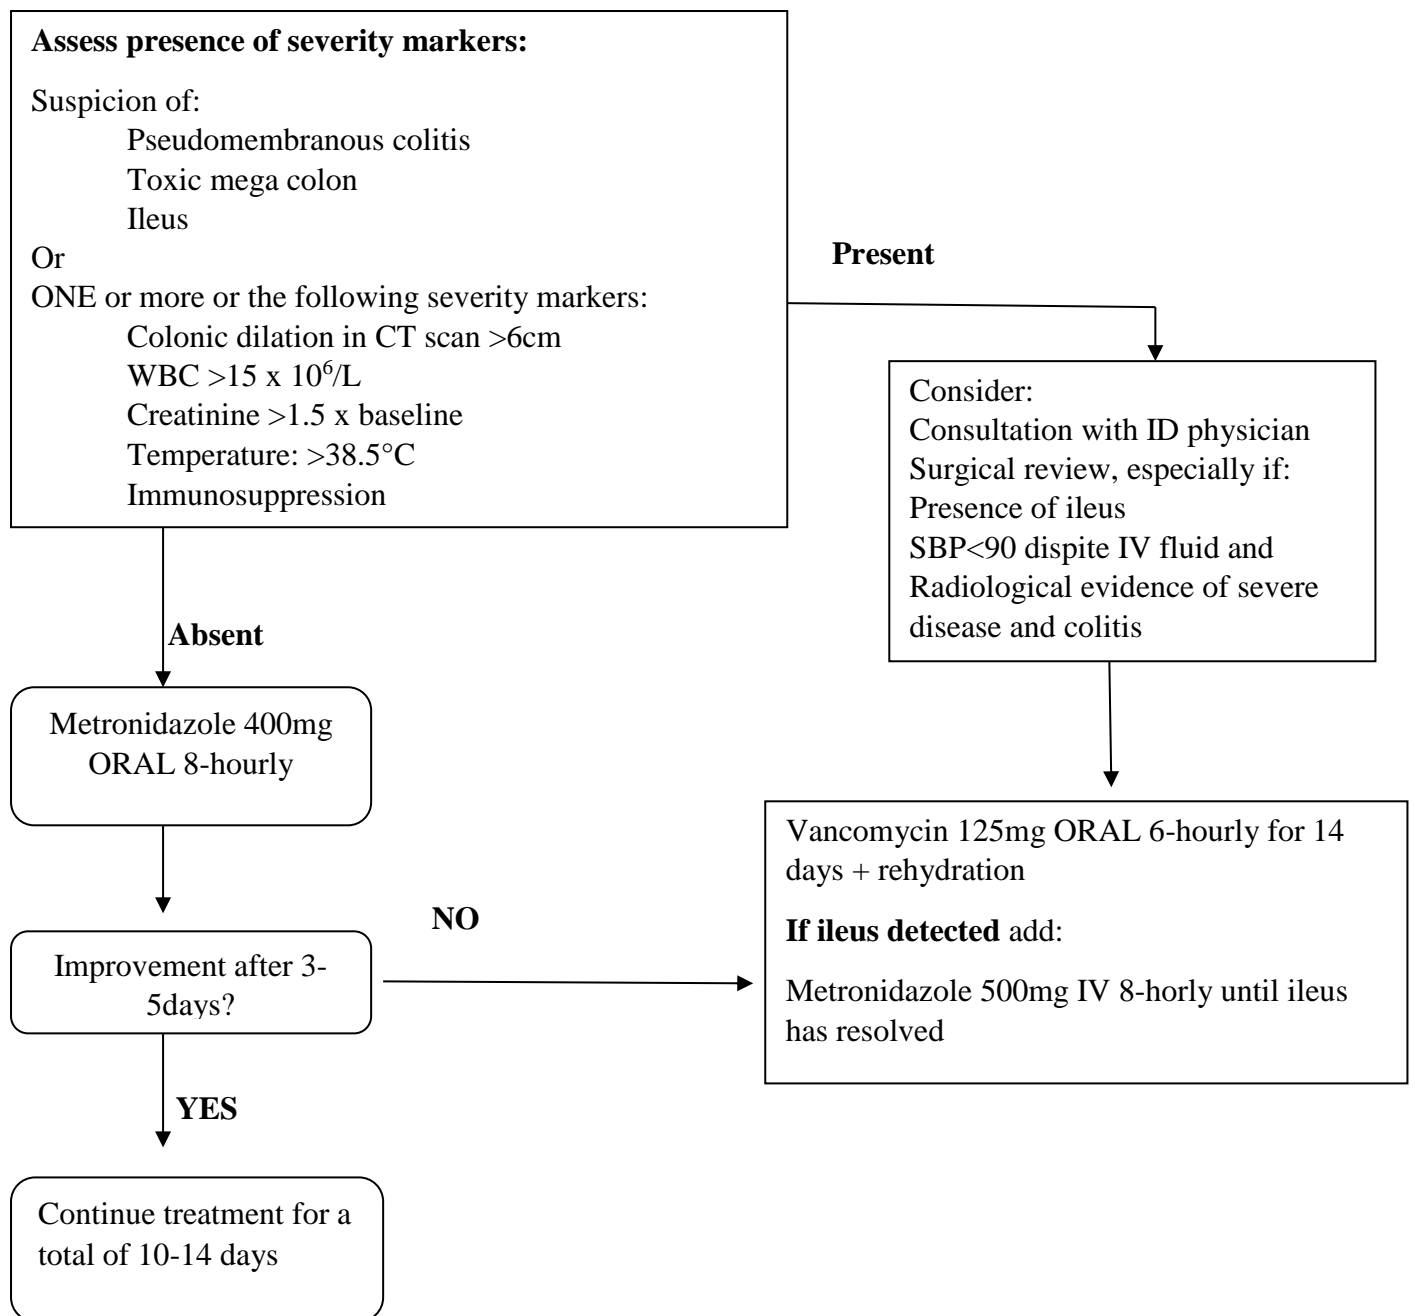 Assess presence of severity markers:
Suspicion of:
Pseudomembranous colitis
Toxic mega colon
Ileus
Or
ONE or more or the following severity markers:
Colonic dilation in CT scan >6cm
WBC >15 x 10⁶/L
Creatinine >1.5 x baseline
Temperature: >38.5°C
Immunosuppression
Present
Consider:
Consultation with ID physician
Surgical review, especially if:
Presence of ileus
SBP<90 dispite IV fluid and
Radiological evidence of severe
disease and colitis
Absent
Metronidazole 400mg
ORAL 8-hourly
Vancomycin 125mg ORAL 6-hourly for 14
days + rehydration
If ileus detected add:
Metronidazole 500mg IV 8-horly until ileus
has resolved
NO
Improvement after 3-
5days?
YES
Continue treatment for a
total of 10-14 days